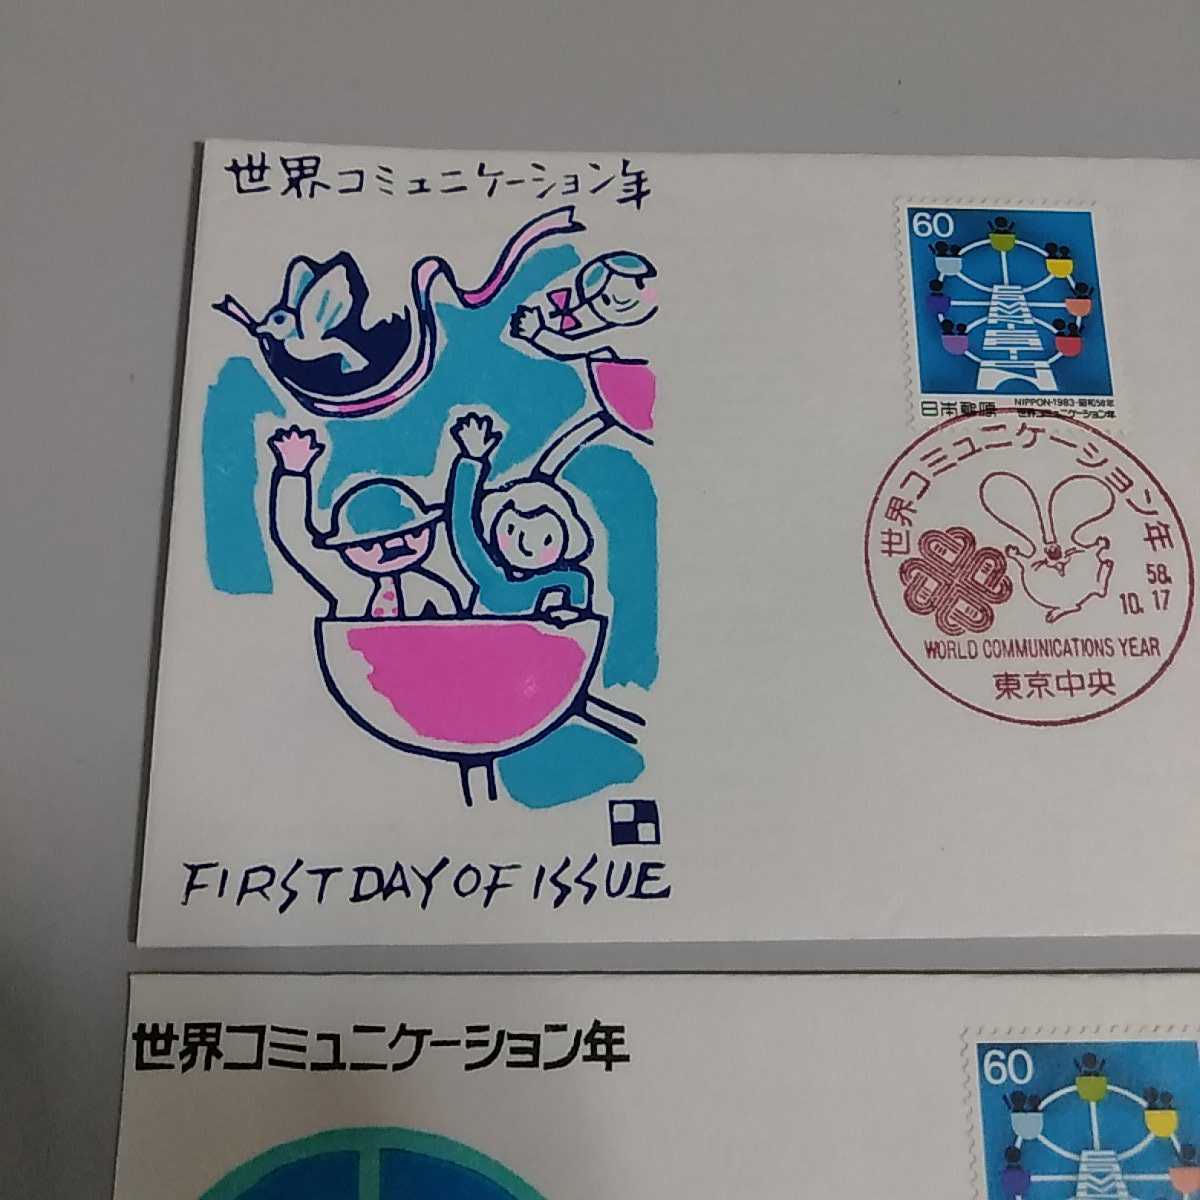 世界コミュニケーション年
60
日本郵便
NIPPON・1983・昭和58年
世界コミュニケーション年
世界コミュニケーション年
58.
10. 17
WORLD COMMUNICATIONS YEAR
東京中央
FIRST DAY OF ISSUE
世界コミュニケーション年
60